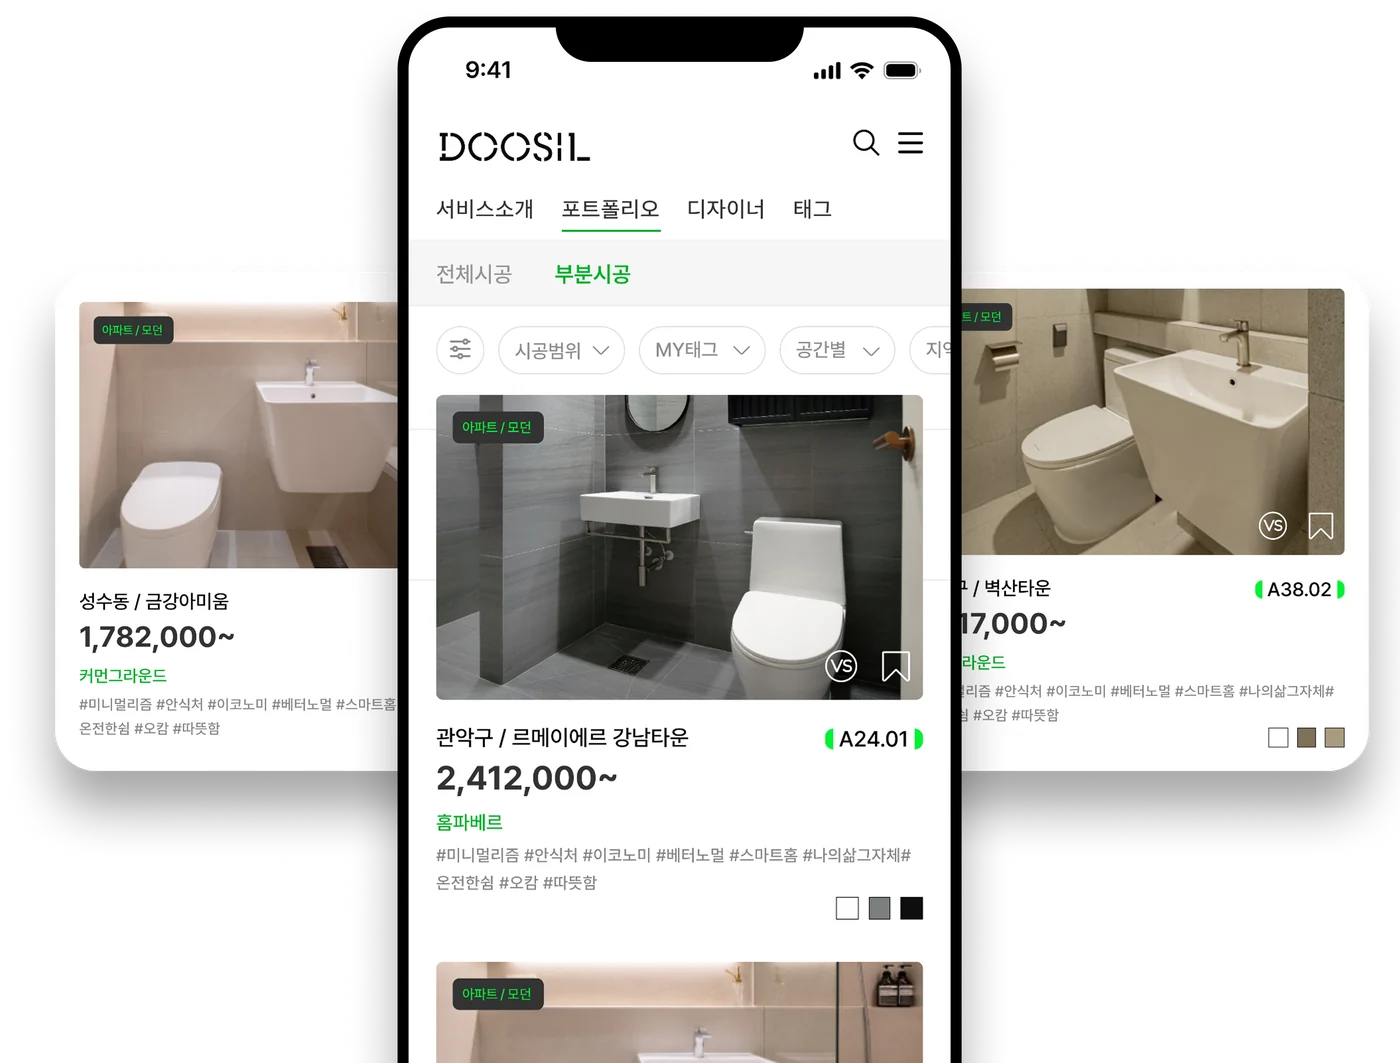 9:41
DOOSIL
서비스소개 포트폴리오 디자이너 태그
전체시공 부분시공
시공범위 MY태그 공간별
아파트 / 모던
VS
관악구 / 르메이에르 강남타운 A24.01
2,412,000~
홈파베르
#미니멀리즘 #안식처 #이코노미 #베터노멀 #스마트홈 #나의삶그자체#
온전한쉼 #오캄 #따뜻함
아파트 / 모던
아파트 / 모던
성수동 / 금강아미움
1,782,000~
커먼그라운드
#미니멀리즘 #안식처 #이코노미 #베터노멀 #스마트홈
온전한쉼 #오캄 #따뜻함
트 / 모던
VS
/ 벽산타운 A38.02
17,000~
라운드
리즘 #안식처 #이코노미 #베터노멀 #스마트홈 #나의삶그자체#
#오캄 #따뜻함